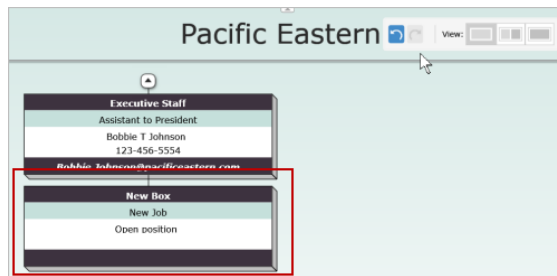 Pacific Eastern
View:
Executive Staff
Assistant to President
Bobbie T Johnson
123-456-5554
Bobbie.Johnson@pacificeastern.com
New Box
New Job
Open position